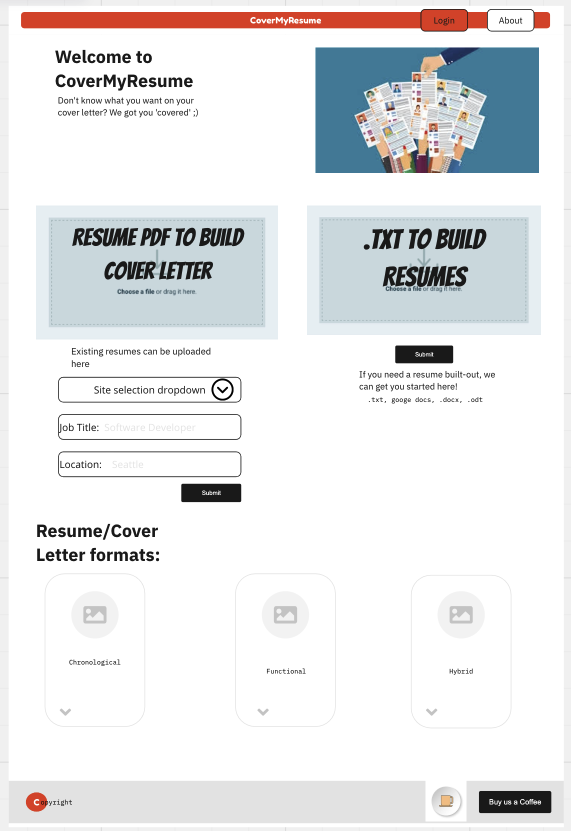 CoverMyResume
Login
About
Welcome to
CoverMyResume
Don't know what you want on your
cover letter? We got you 'covered' ;)
RESUME PDF TO BUILD
COVER LETTER
Choose a file or drag it here.
.TXT TO BUILD
RESUMES
Choose a file or drag it here.
Existing resumes can be uploaded
here
Site selection dropdown
Job Title: Software Developer
Location: Seattle
Submit
Submit
If you need a resume built-out, we
can get you started here!
.txt, googe docs, .docx, .odt
Resume/Cover
Letter formats:
Chronological
Functional
Hybrid
Copyright
Buy us a Coffee